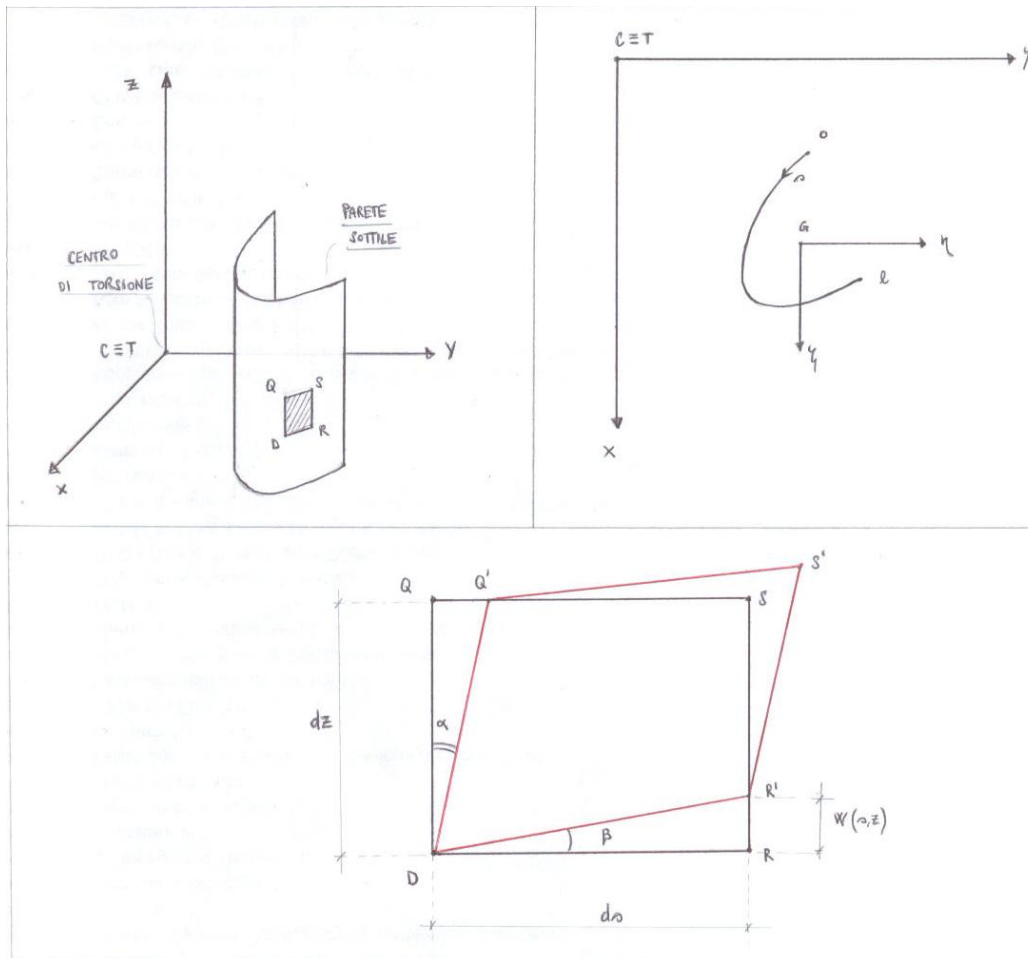 Z
PARETE
SOTTILE
CENTRO
DI TORSIONE
C≡T
Y
Q
S
D
R
X
C≡T
y
o
s
G
η
l
X
Q
Q'
S'
S
dz
α
β
R'
W(s,z)
R
D
ds